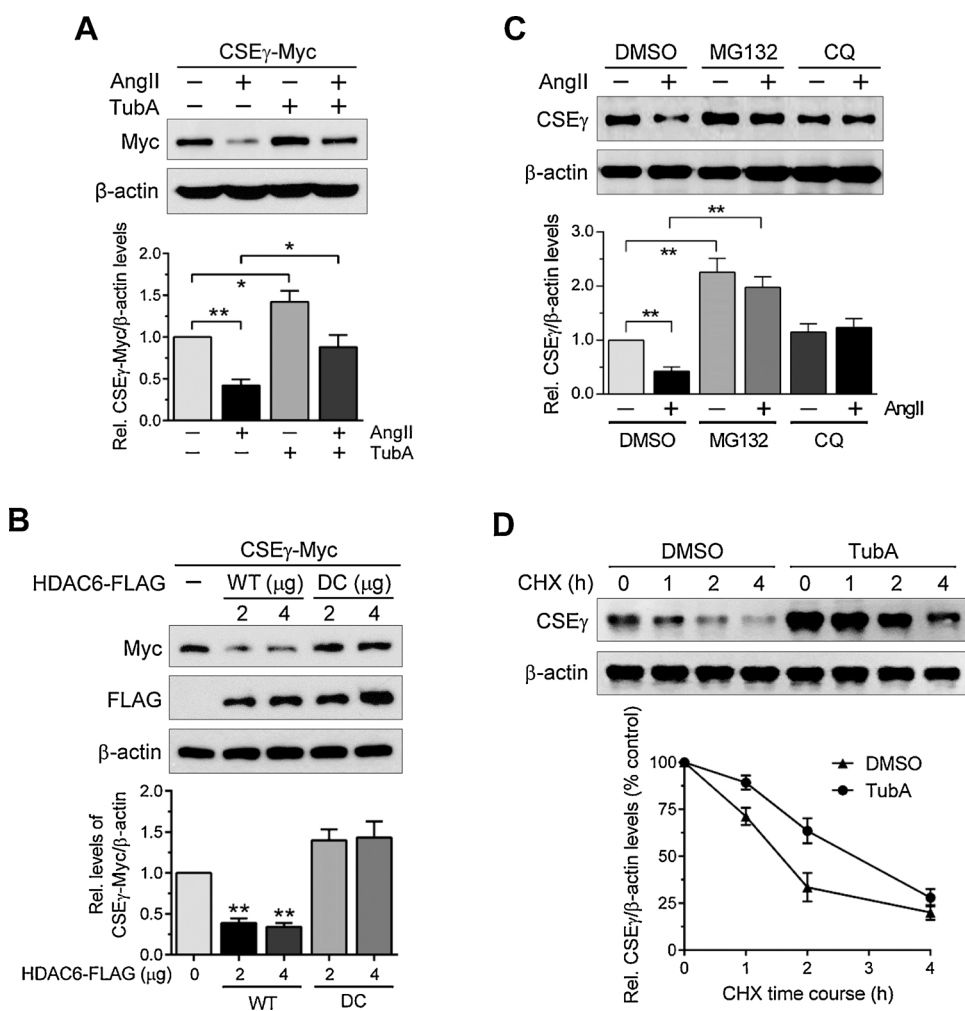 A
CSEγ-Myc
AngII − + − +
TubA − − + +
Myc
β-actin
Rel. CSEγ-Myc/β-actin levels
2.0
1.5
1.0
0.5
0.0
*
*
**
− + − + AngII
− − + + TubA
B
CSEγ-Myc
HDAC6-FLAG − WT (μg) DC (μg)
2 4 2 4
Myc
FLAG
β-actin
Rel. levels of
CSEγ-Myc/β-actin
2.0
1.5
1.0
0.5
0.0
** **
HDAC6-FLAG (μg) 0 2 4 2 4
WT DC
C
DMSO MG132 CQ
AngII − + − + − +
CSEγ
β-actin
Rel. CSEγ/β-actin levels
3.0
2.0
1.0
0.0
**
**
**
− + − + − + AngII
DMSO MG132 CQ
D
DMSO TubA
CHX (h) 0 1 2 4 0 1 2 4
CSEγ
β-actin
Rel. CSEγ/β-actin levels (% control)
100
75
50
25
0
DMSO
TubA
0 1 2 3 4
CHX time course (h)